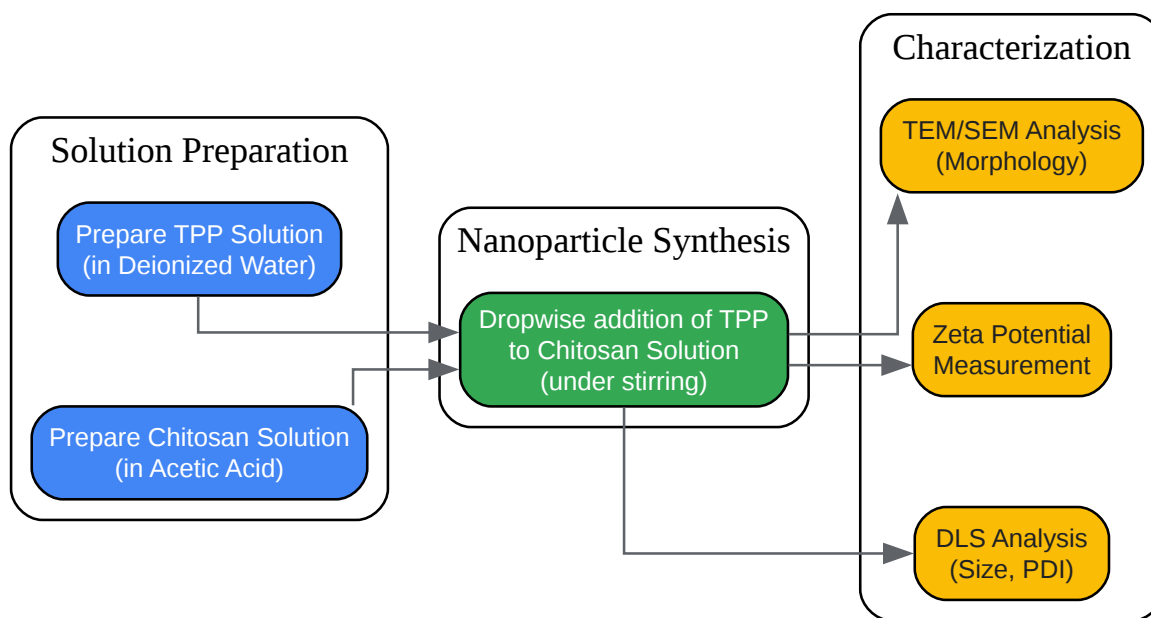 Solution Preparation
Prepare TPP Solution
(in Deionized Water)
Prepare Chitosan Solution
(in Acetic Acid)
Nanoparticle Synthesis
Dropwise addition of TPP
to Chitosan Solution
(under stirring)
Characterization
TEM/SEM Analysis
(Morphology)
Zeta Potential
Measurement
DLS Analysis
(Size, PDI)